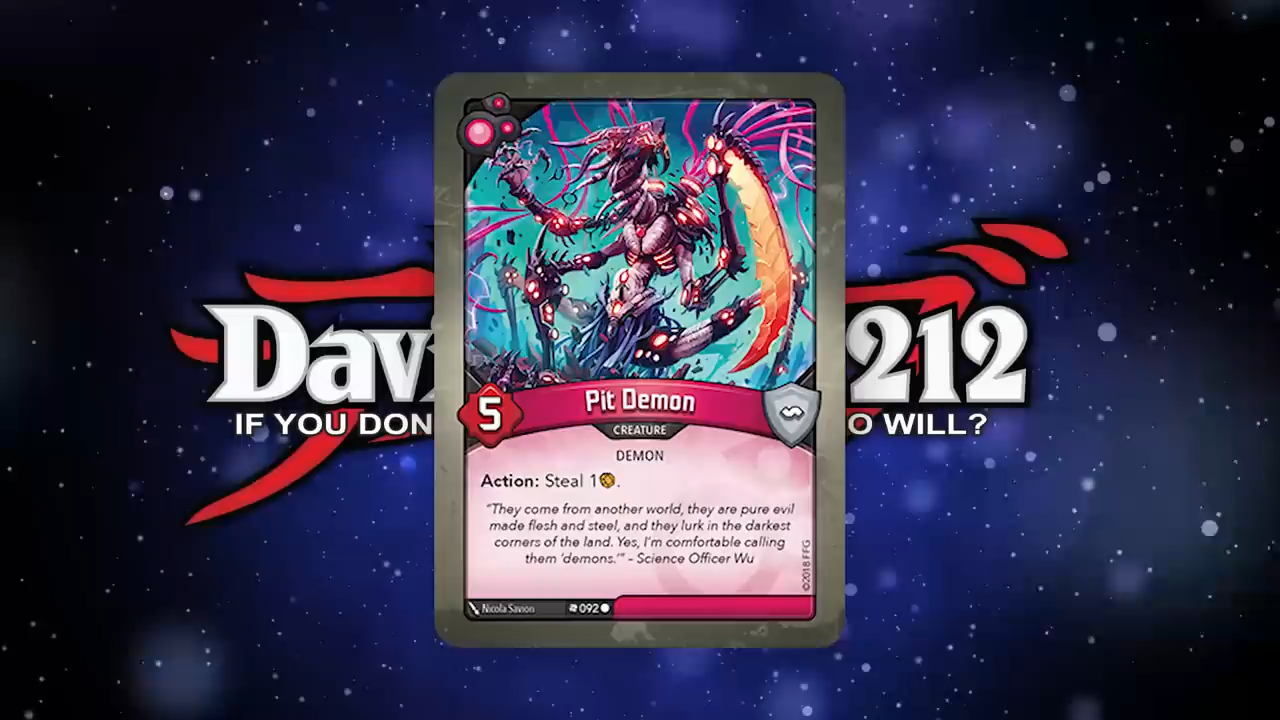 Dav
212
IF YOU DON
O WILL?
5
Pit Demon
CREATURE
DEMON
Action: Steal 1.
"They come from another world, they are pure evil
made flesh and steel, and they lurk in the darkest
corners of the land. Yes, I'm comfortable calling
them 'demons.'" - Science Officer Wu
©2018 FFG
Nicola Savion
092